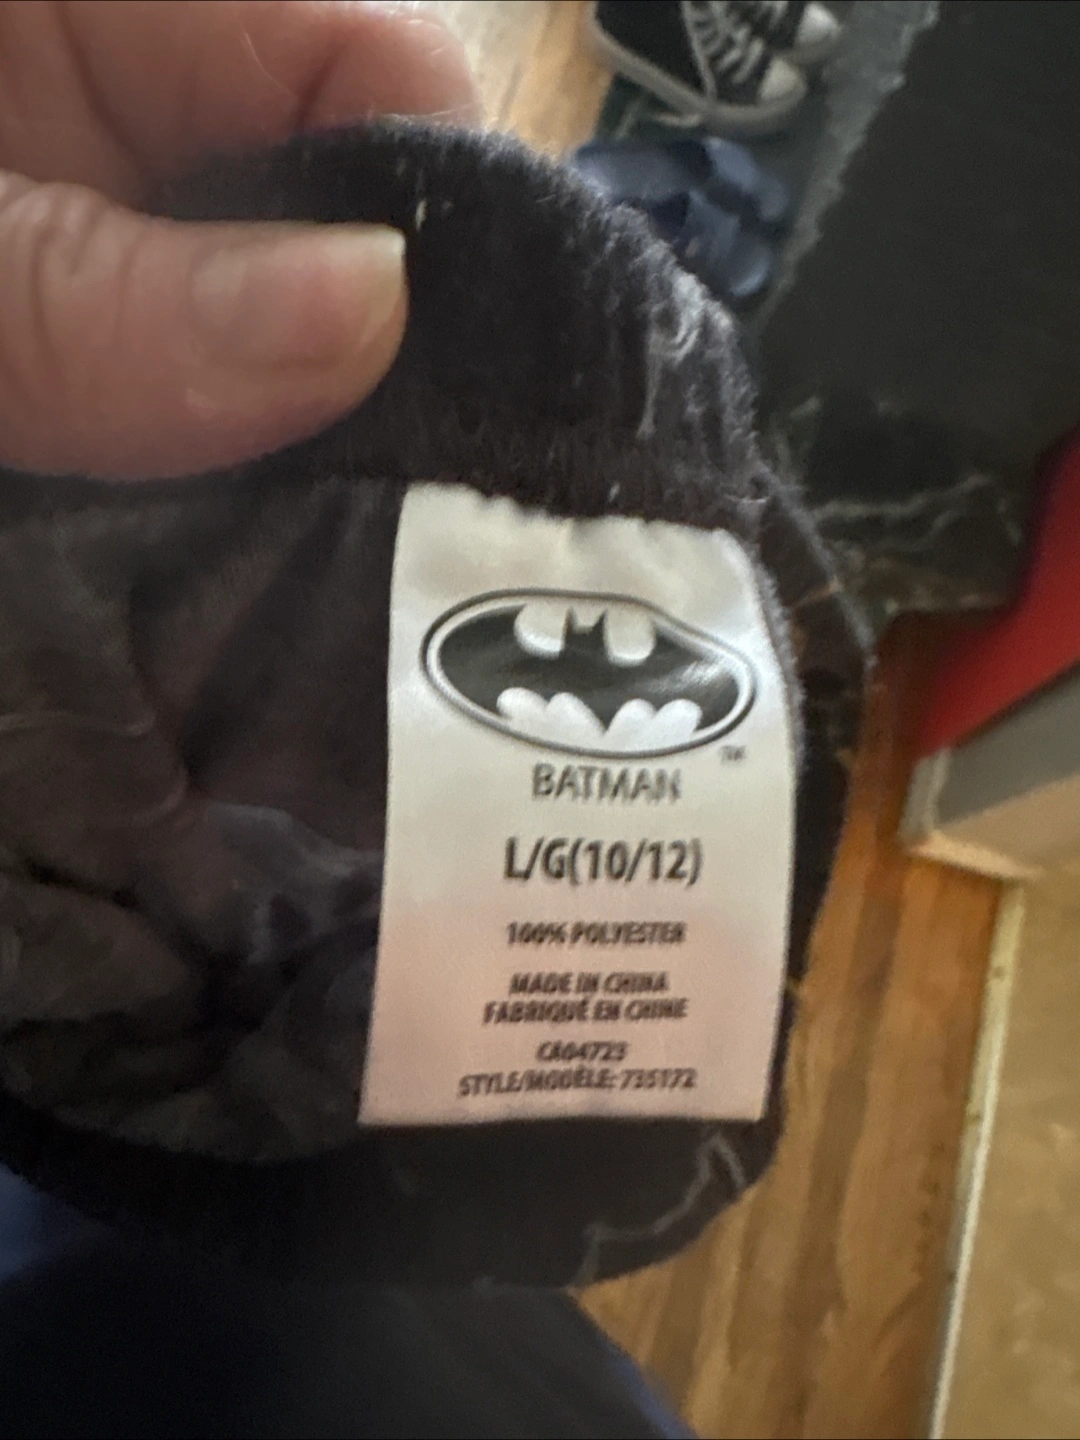 TM
BATMAN
L/G(10/12)
100% POLYESTER
MADE IN CHINA
FABRIQUÉ EN CHINE
CA04723
STYLE/MODÈLE: 735172